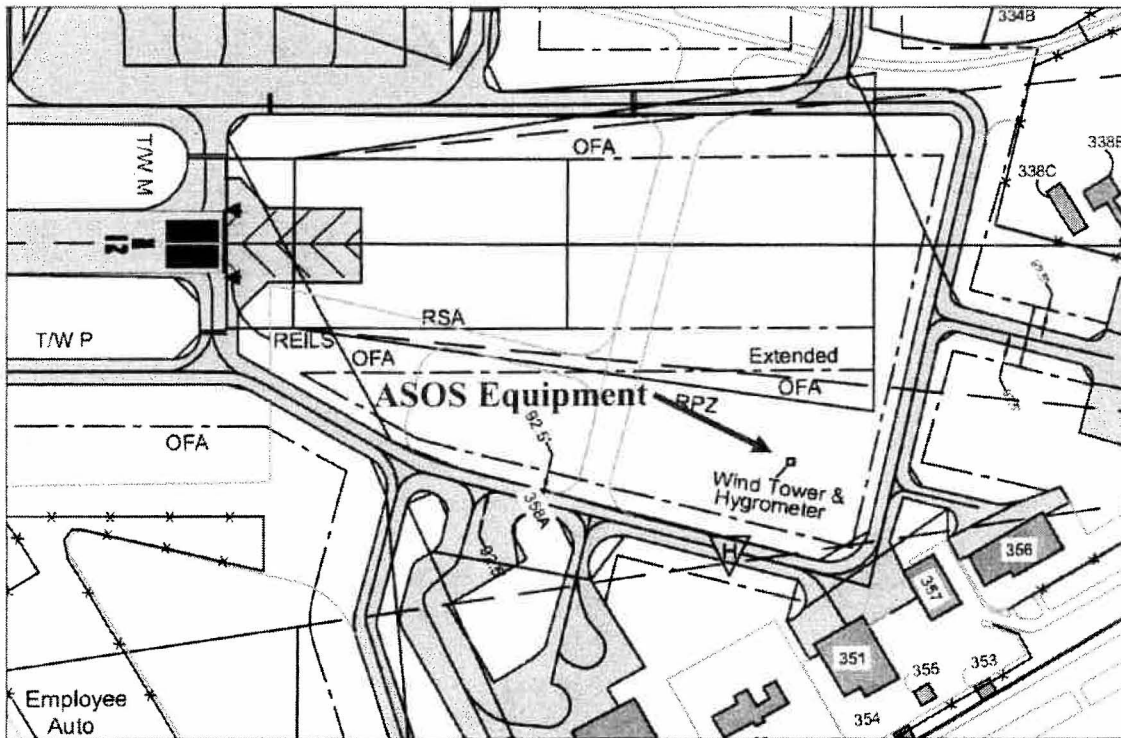 334B
T/W M
OFA
338C
338B
12
T/W P
RSA
REILS
OFA
Extended
OFA
ASOS Equipment
RPZ
OFA
92.5'
358A
Wind Tower &
Hygrometer
H
356
357
351
355
353
354
Employee
Auto